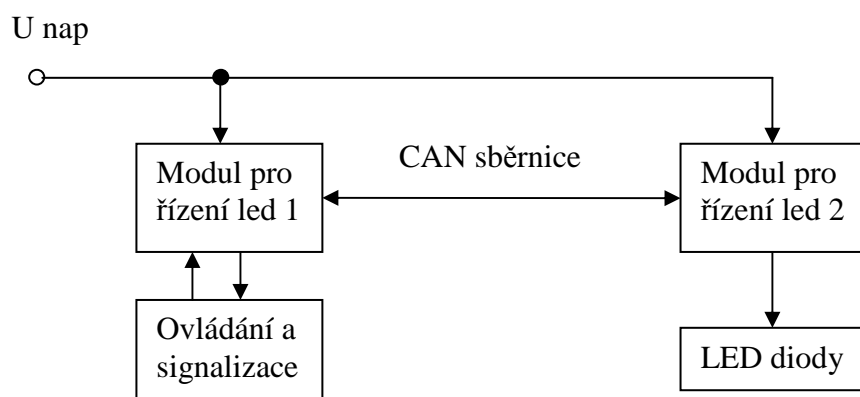 U nap
CAN sběrnice
Modul pro
řízení led 1
Modul pro
řízení led 2
Ovládání a
signalizace
LED diody